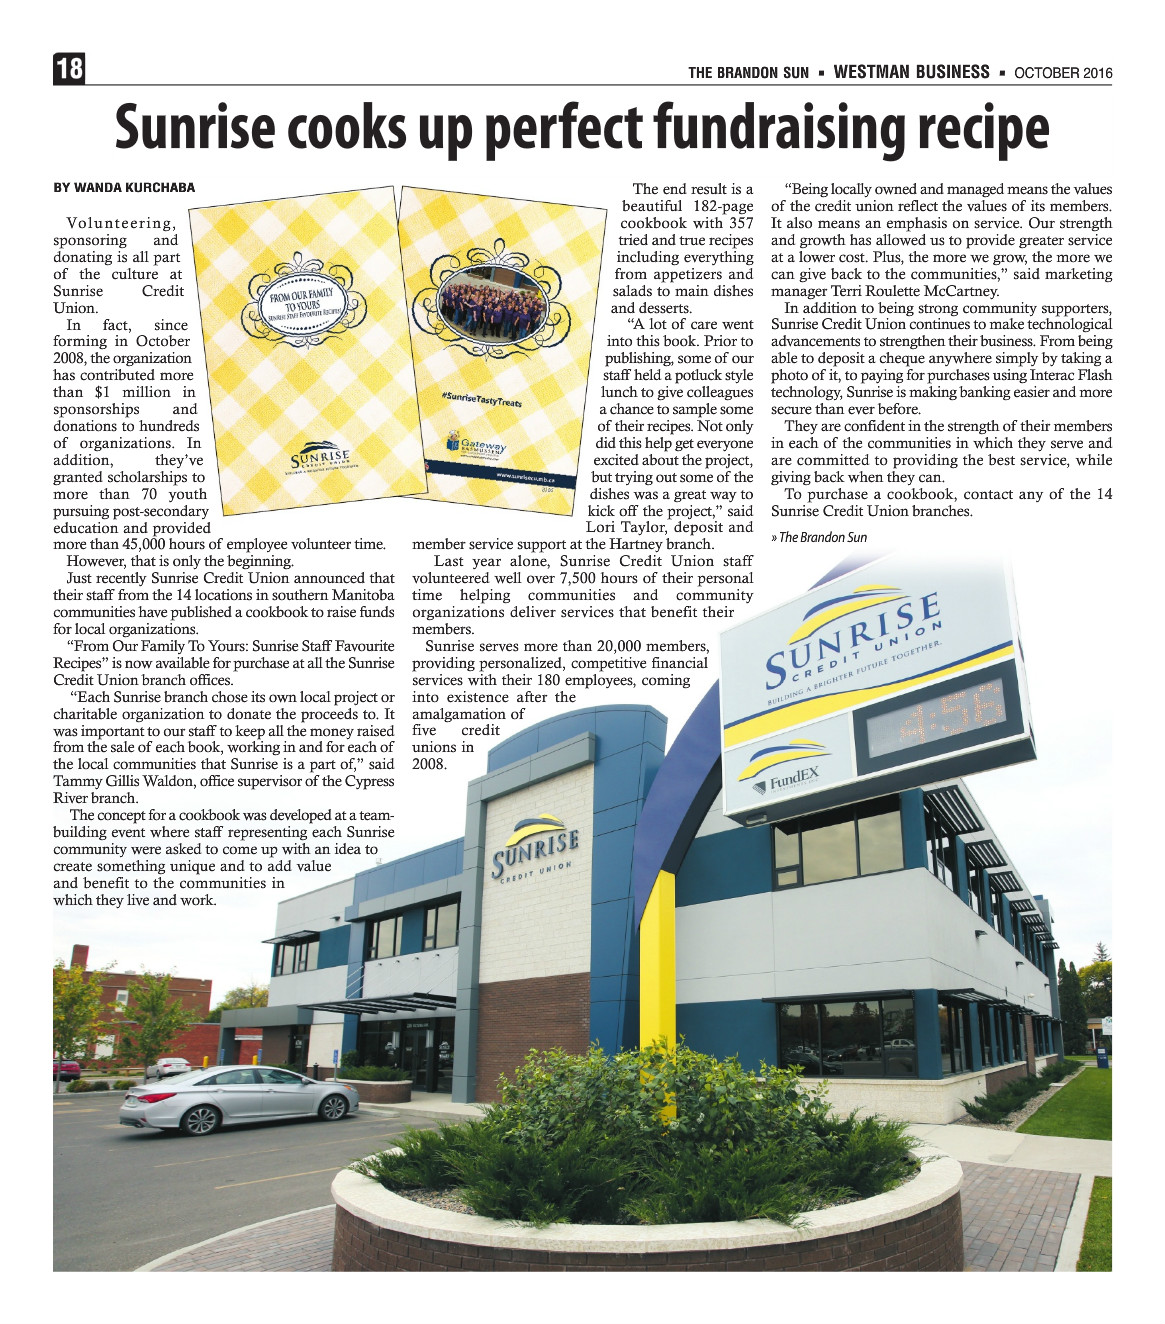 18
THE BRANDON SUN ▪ WESTMAN BUSINESS ▪ OCTOBER 2016
Sunrise cooks up perfect fundraising recipe
BY WANDA KURCHABA
Volunteering,
sponsoring and
donating is all part
of the culture at
Sunrise Credit
Union.
In fact, since
forming in October
2008, the organization
has contributed more
than $1 million in
sponsorships and
donations to hundreds
of organizations. In
addition, they’ve
granted scholarships to
more than 70 youth
pursuing post-secondary
education and provided
more than 45,000 hours of employee volunteer time.
However, that is only the beginning.
Just recently Sunrise Credit Union announced that
their staff from the 14 locations in southern Manitoba
communities have published a cookbook to raise funds
for local organizations.
“From Our Family To Yours: Sunrise Staff Favourite
Recipes” is now available for purchase at all the Sunrise
Credit Union branch offices.
“Each Sunrise branch chose its own local project or
charitable organization to donate the proceeds to. It
was important to our staff to keep all the money raised
from the sale of each book, working in and for each of
the local communities that Sunrise is a part of,” said
Tammy Gillis Waldon, office supervisor of the Cypress
River branch.
The concept for a cookbook was developed at a team-
building event where staff representing each Sunrise
community were asked to come up with an idea to
create something unique and to add value
and benefit to the communities in
which they live and work.
FROM OUR FAMILY
TO YOURS
SUNRISE STAFF FAVOURITE RECIPES
SUNRISE
CREDIT UNION
BUILDING A BRIGHTER FUTURE TOGETHER.
#SunriseTastyTreats
Gateway
RASMUSSEN
www.sunrisecu.mb.ca
The end result is a
beautiful 182-page
cookbook with 357
tried and true recipes
including everything
from appetizers and
salads to main dishes
and desserts.
“A lot of care went
into this book. Prior to
publishing, some of our
staff held a potluck style
lunch to give colleagues
a chance to sample some
of their recipes. Not only
did this help get everyone
excited about the project,
but trying out some of the
dishes was a great way to
kick off the project,” said
Lori Taylor, deposit and
member service support at the Hartney branch.
Last year alone, Sunrise Credit Union staff
volunteered well over 7,500 hours of their personal
time helping communities and community
organizations deliver services that benefit their
members.
Sunrise serves more than 20,000 members,
providing personalized, competitive financial
services with their 180 employees, coming
into existence after the
amalgamation of
five credit
unions in
2008.
“Being locally owned and managed means the values
of the credit union reflect the values of its members.
It also means an emphasis on service. Our strength
and growth has allowed us to provide greater service
at a lower cost. Plus, the more we grow, the more we
can give back to the communities,” said marketing
manager Terri Roulette McCartney.
In addition to being strong community supporters,
Sunrise Credit Union continues to make technological
advancements to strengthen their business. From being
able to deposit a cheque anywhere simply by taking a
photo of it, to paying for purchases using Interac Flash
technology, Sunrise is making banking easier and more
secure than ever before.
They are confident in the strength of their members
in each of the communities in which they serve and
are committed to providing the best service, while
giving back when they can.
To purchase a cookbook, contact any of the 14
Sunrise Credit Union branches.
» The Brandon Sun
SUNRISE
CREDIT UNION
BUILDING A BRIGHTER FUTURE TOGETHER.
4:56
FundEX
SUNRISE
CREDIT UNION